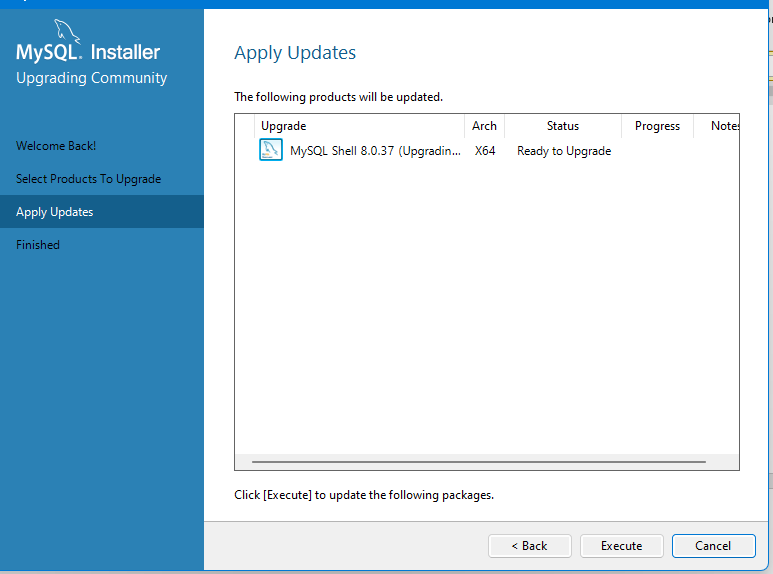 MySQL. Installer
Upgrading Community
Welcome Back!
Select Products To Upgrade
Apply Updates
Finished
Apply Updates
The following products will be updated.
Upgrade Arch Status Progress Notes
MySQL Shell 8.0.37 (Upgradin... X64 Ready to Upgrade
Click [Execute] to update the following packages.
< Back Execute Cancel